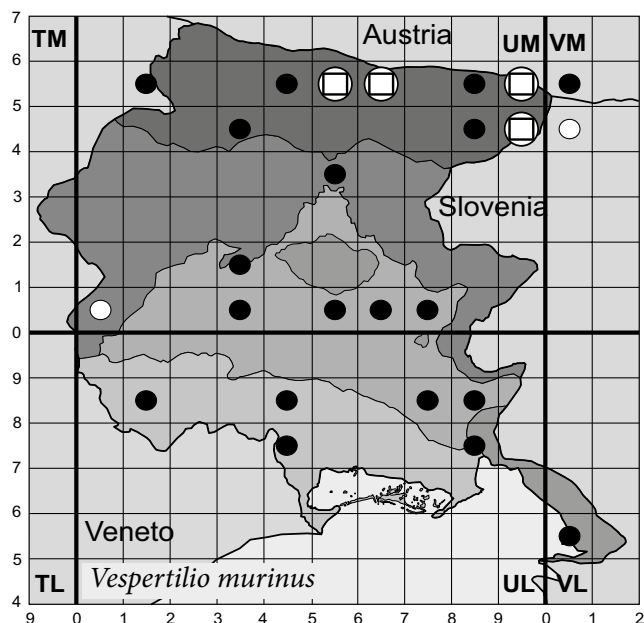 7
TM
Austria
UM
VM
6
5
4
3
Slovenia
2
1
0
9
8
7
6
Veneto
5
TL
Vespertilio murinus
UL
VL
4
9 0 1 2 3 4 5 6 7 8 9 0 1 2